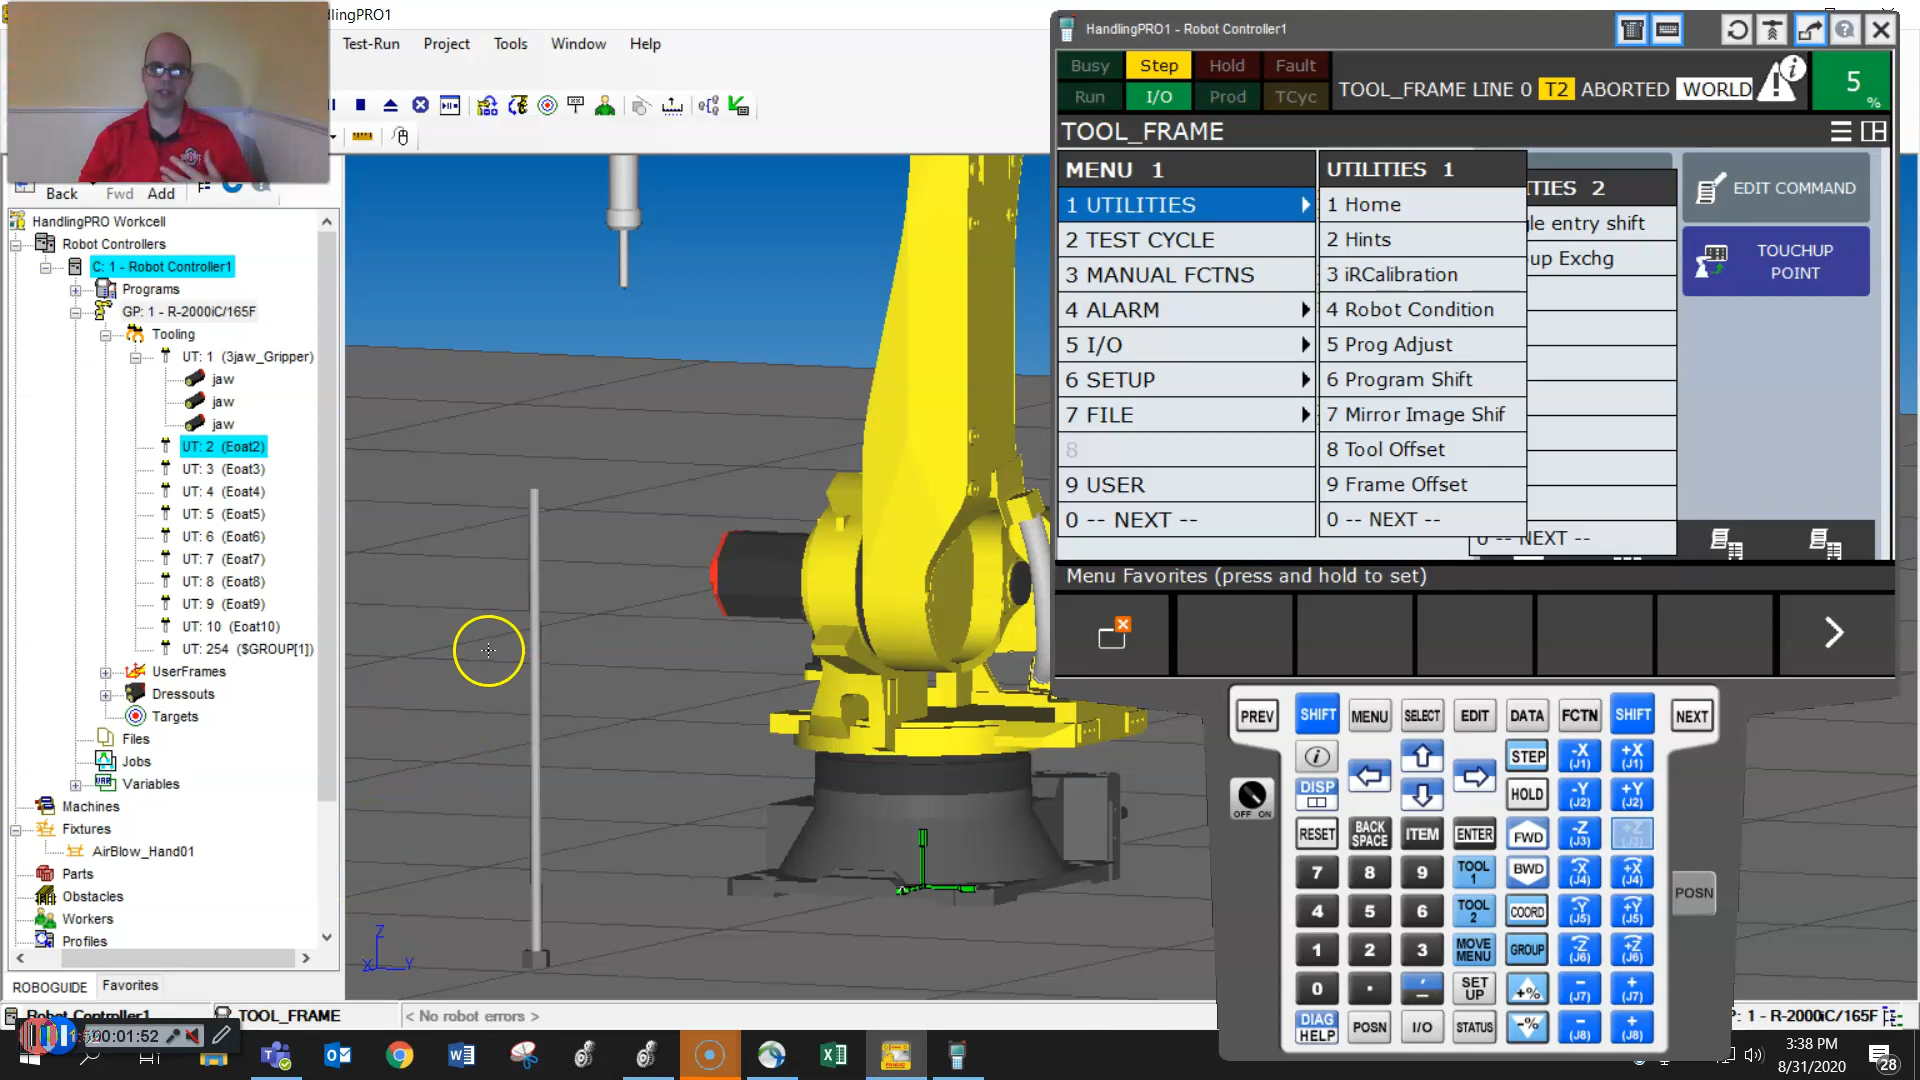 HandlingPRO1
Test-Run Project Tools Window Help
Back Fwd Add
HandlingPRO Workcell
Robot Controllers
C: 1 - Robot Controller1
Programs
GP: 1 - R-2000iC/165F
Tooling
UT: 1 (3jaw_Gripper)
jaw
jaw
jaw
UT: 2 (Eoat2)
UT: 3 (Eoat3)
UT: 4 (Eoat4)
UT: 5 (Eoat5)
UT: 6 (Eoat6)
UT: 7 (Eoat7)
UT: 8 (Eoat8)
UT: 9 (Eoat9)
UT: 10 (Eoat10)
UT: 254 ($GROUP[1])
UserFrames
Dressouts
Targets
Files
Jobs
Variables
Machines
Fixtures
AirBlow_Hand01
Parts
Obstacles
Workers
Profiles
ROBOGUIDE Favorites
Z
X Y
Robot Controller1 TOOL_FRAME < No robot errors > : 1 - R-2000iC/165F
HandlingPRO1 - Robot Controller1
Busy Step Hold Fault
Run I/O Prod TCyc
TOOL_FRAME LINE 0 T2 ABORTED WORLD
5 %
TOOL_FRAME
MENU 1
1 UTILITIES
2 TEST CYCLE
3 MANUAL FCTNS
4 ALARM
5 I/O
6 SETUP
7 FILE
8
9 USER
0 -- NEXT --
UTILITIES 1
1 Home
2 Hints
3 iRCalibration
4 Robot Condition
5 Prog Adjust
6 Program Shift
7 Mirror Image Shif
8 Tool Offset
9 Frame Offset
0 -- NEXT --
TIES 2
le entry shift
up Exchg
0 -- NEXT --
EDIT COMMAND
TOUCHUP POINT
Menu Favorites (press and hold to set)
PREV SHIFT MENU SELECT EDIT DATA FCTN SHIFT NEXT
i STEP -X (J1) +X (J1)
OFF ON DISP HOLD -Y (J2) +Y (J2)
RESET BACK SPACE ITEM ENTER FWD -Z (J3) +Z (J3)
7 8 9 TOOL 1 BWD -X (J4) +X (J4)
POSN
4 5 6 TOOL 2 COORD -Y (J5) +Y (J5)
1 2 3 MOVE MENU GROUP -Z (J6) +Z (J6)
0 . , - SET UP +% - (J7) + (J7)
DIAG HELP POSN I/O STATUS -% - (J8) + (J8)
00:01:52
3:38 PM
8/31/2020
28